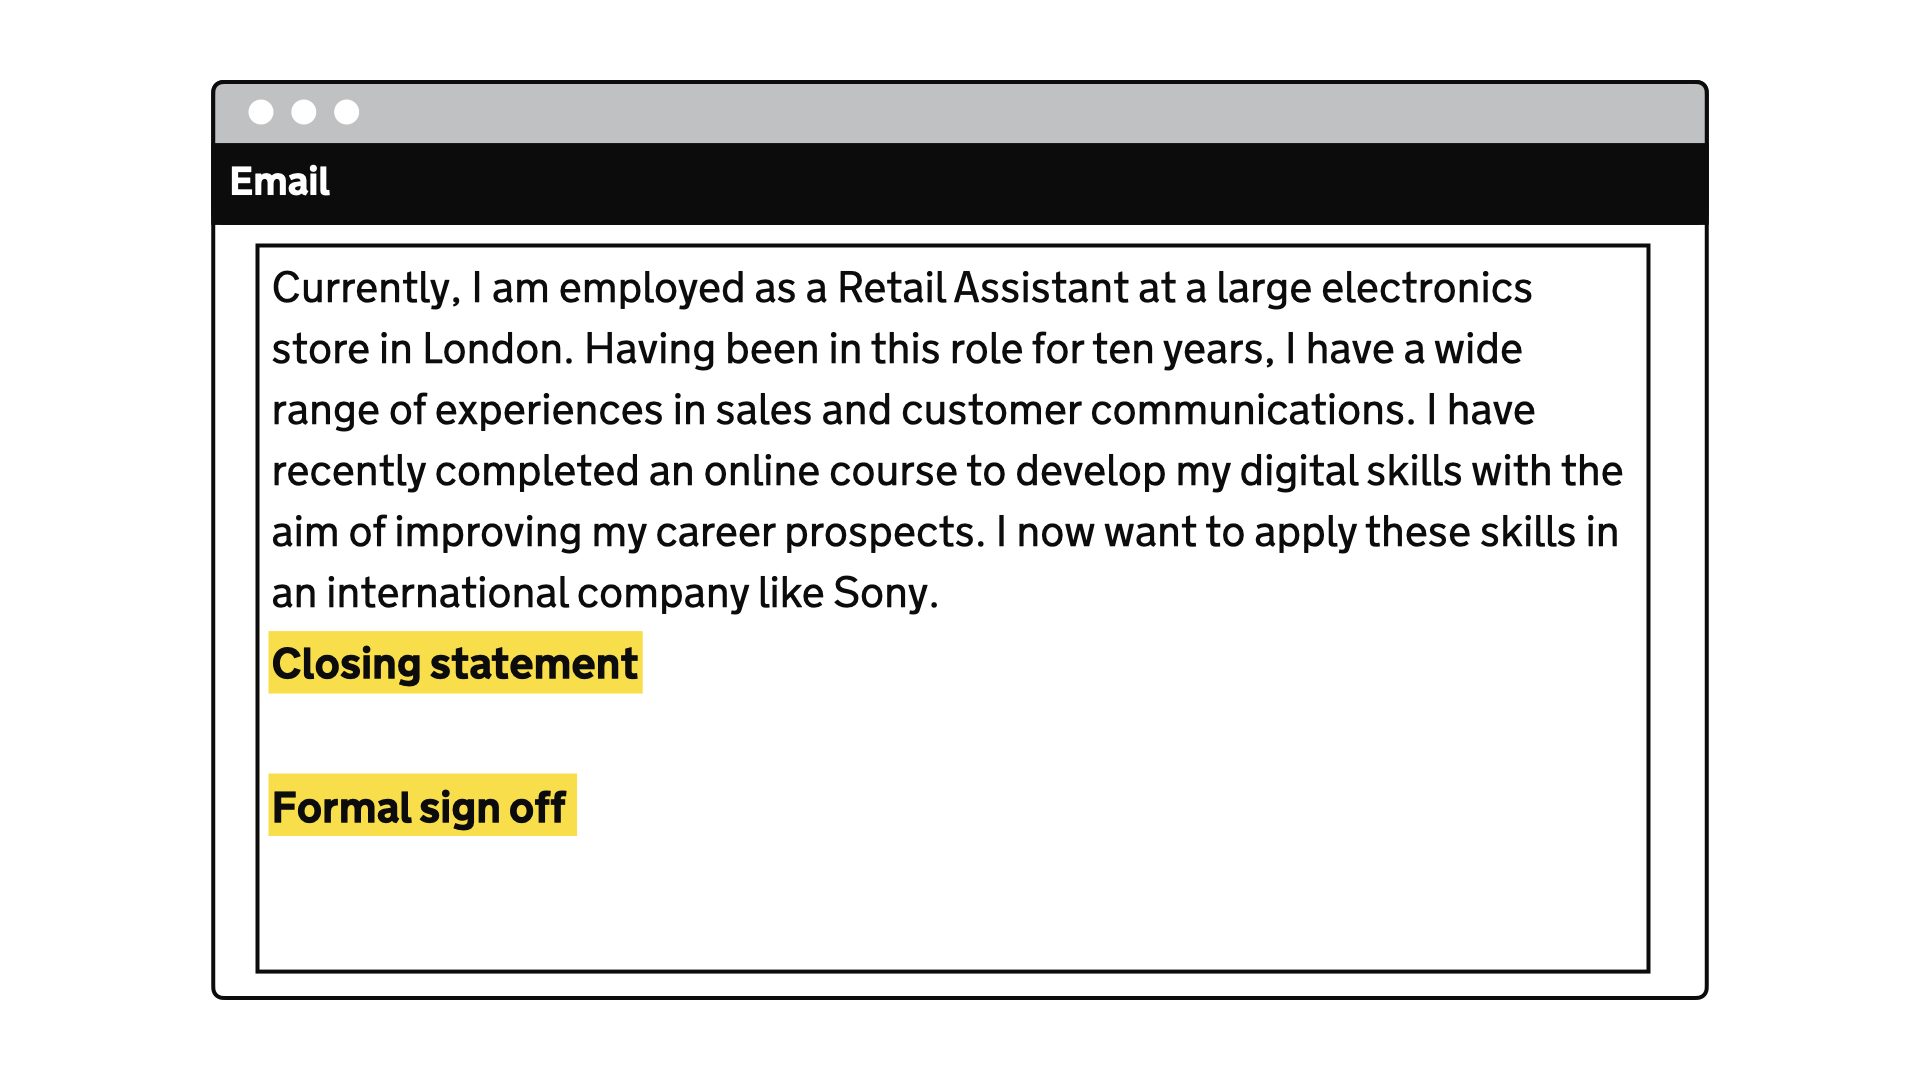 Email
Currently, I am employed as a Retail Assistant at a large electronics
store in London. Having been in this role for ten years, I have a wide
range of experiences in sales and customer communications. I have
recently completed an online course to develop my digital skills with the
aim of improving my career prospects. I now want to apply these skills in
an international company like Sony.
Closing statement
Formal sign off